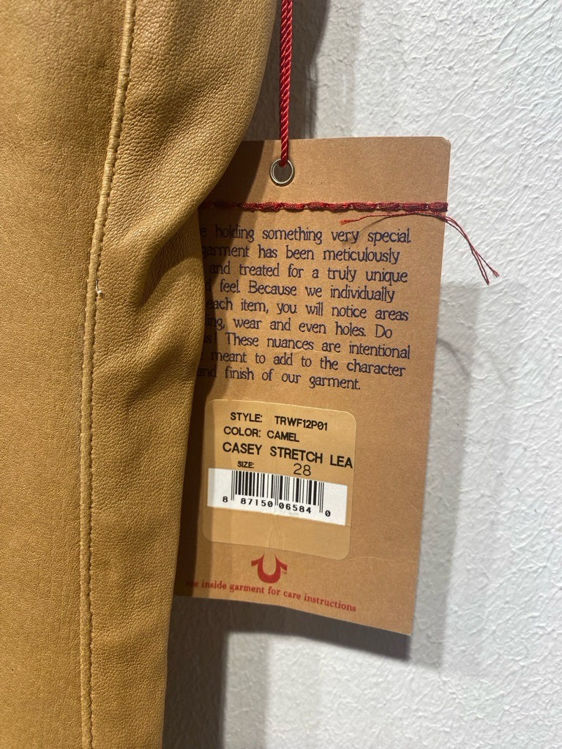 holding something very special.
garment has been meticulously
and treated for a truly unique
feel. Because we individually
each item, you will notice areas
wear and even holes. Do
These nuances are intentional
meant to add to the character
and finish of our garment.
STYLE: TRWF12P01
COLOR: CAMEL
CASEY STRETCH LEA
SIZE: 28
8 87150 06584 0
inside garment for care instructions